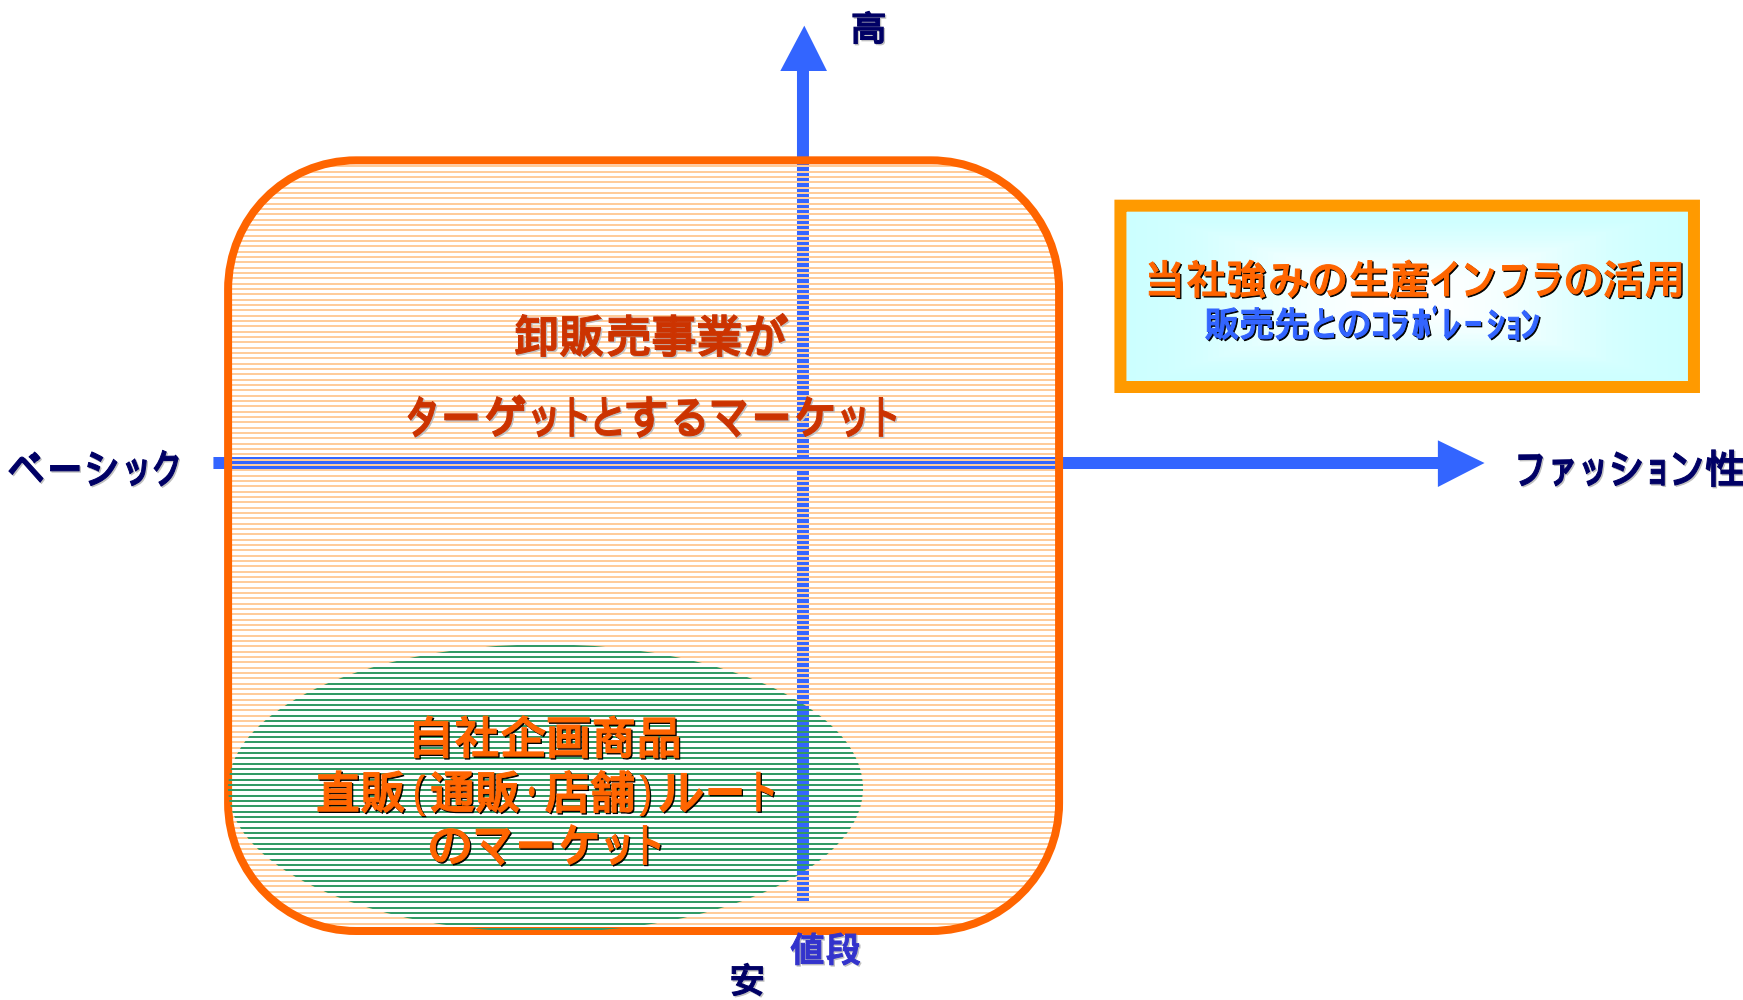 高
当社強みの生産インフラの活用
販売先とのｺﾗﾎﾞﾚｰｼｮﾝ
卸販売事業が
ターゲットとするマーケット
ベーシック
ファッション性
自社企画商品
直販(通販･店舗)ルート
のマーケット
値段
安